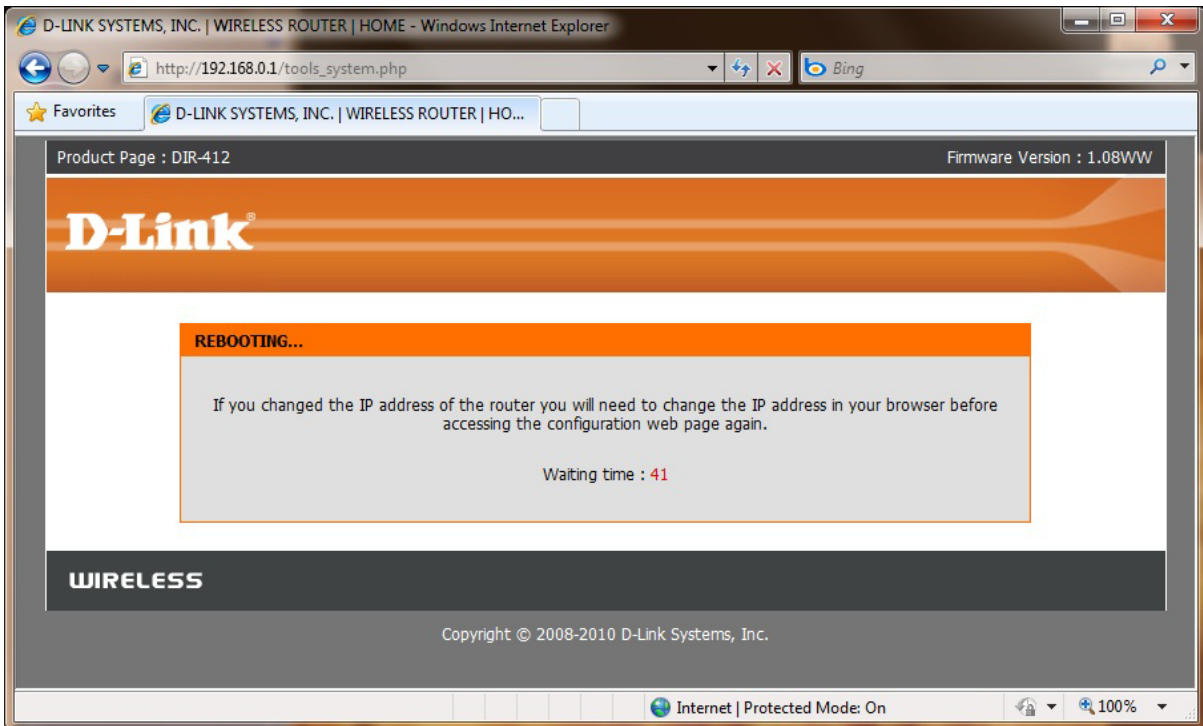 D-LINK SYSTEMS, INC. | WIRELESS ROUTER | HOME - Windows Internet Explorer
http://192.168.0.1/tools_system.php
Bing
Favorites
D-LINK SYSTEMS, INC. | WIRELESS ROUTER | HO...
Product Page : DIR-412
Firmware Version : 1.08WW
D-Link®
REBOOTING...
If you changed the IP address of the router you will need to change the IP address in your browser before
accessing the configuration web page again.
Waiting time : 41
WIRELESS
Copyright © 2008-2010 D-Link Systems, Inc.
Internet | Protected Mode: On
100%